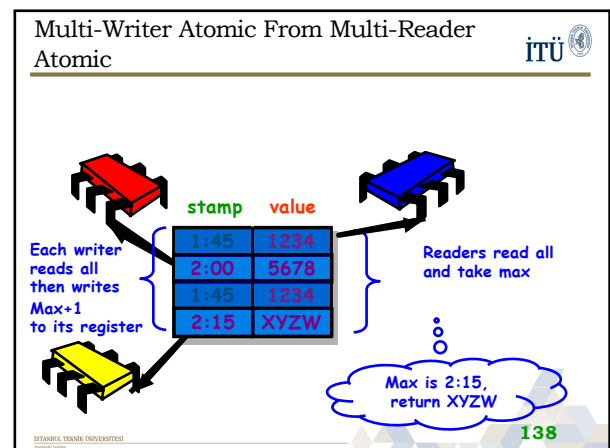 Multi-Writer Atomic From Multi-Reader
Atomic
İTÜ
stamp value
1:45 1234
2:00 5678
1:45 1234
2:15 XYZW
Each writer
reads all
then writes
Max+1
to its register
Readers read all
and take max
Max is 2:15,
return XYZW
İSTANBUL TEKNİK ÜNİVERSİTESİ
138